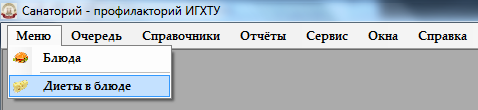 Санаторий - профилакторий ИГХТУ
Меню Очередь Справочники Отчёты Сервис Окна Справка
Блюда
Диеты в блюде